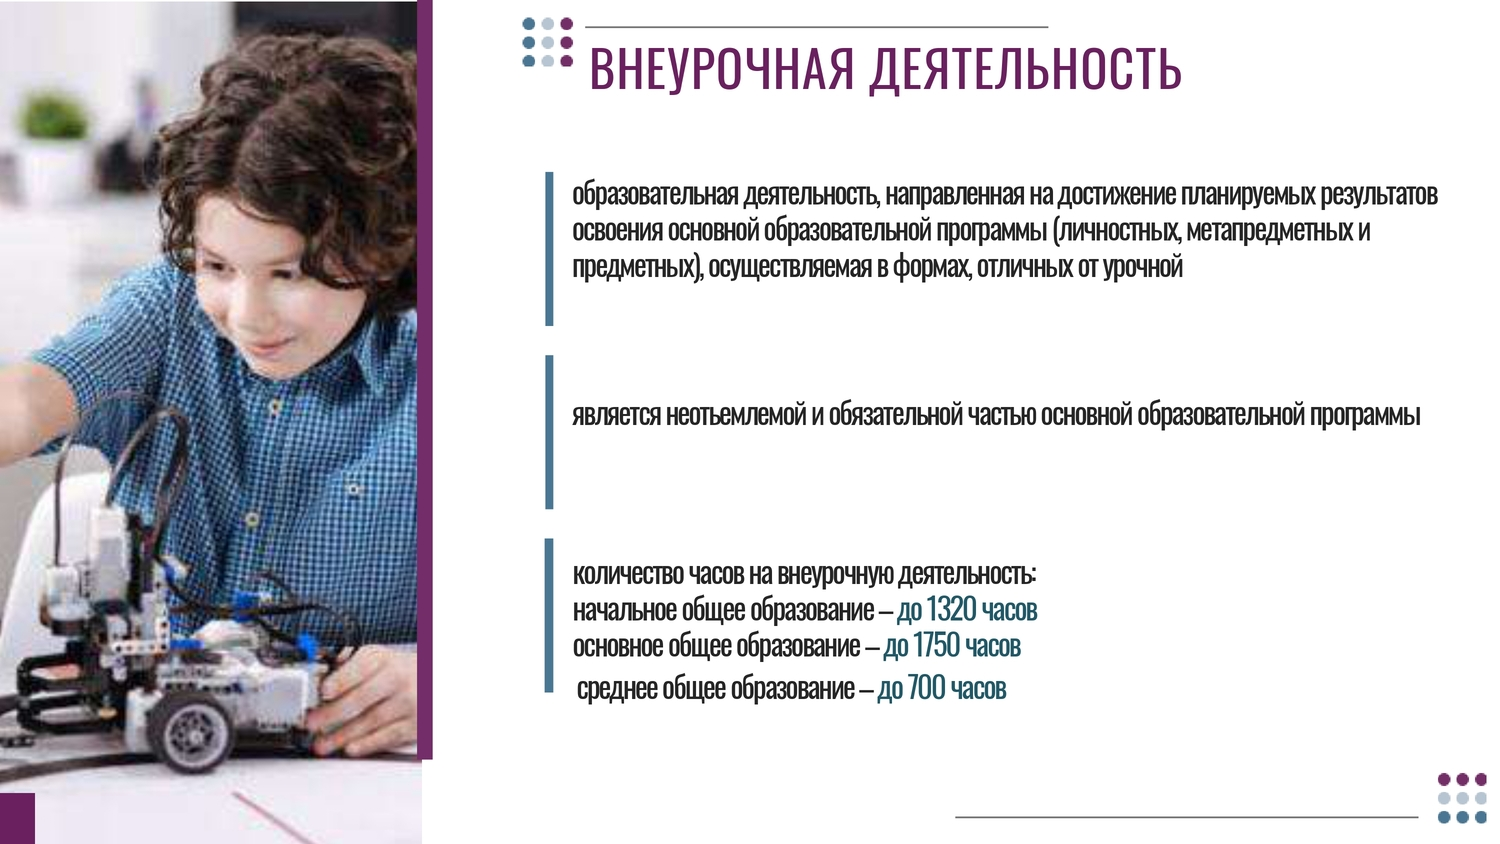 ВНЕУРОЧНАЯ ДЕЯТЕЛЬНОСТЬ
образовательная деятельность, направленная на достижение планируемых результатов
освоения основной образовательной программы (личностных, метапредметных и
предметных), осуществляемая в формах, отличных от урочной
является неотъемлемой и обязательной частью основной образовательной программы
количество часов на внеурочную деятельность:
начальное общее образование – до 1320 часов
основное общее образование – до 1750 часов
среднее общее образование – до 700 часов